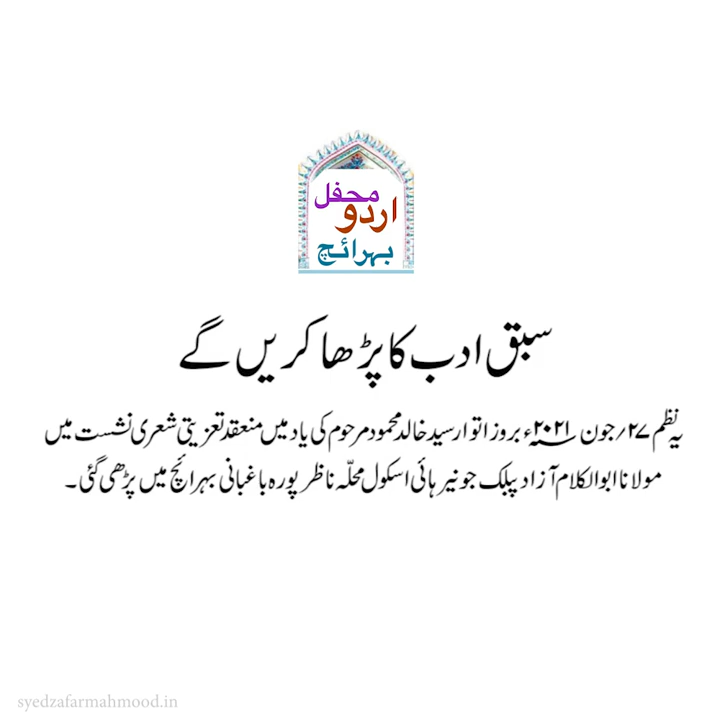 محفل
اردو
بہرائچ
سبق ادب کا پڑھا کریں گے
یہ نظم ۲۷؍جون ۲۰۲۱ء بروز اتوار سید خالد محمود مرحوم کی یاد میں منعقد تعزیتی شعری نشست میں
مولانا ابوالکلام آزاد پبلک جونیر ہائی اسکول محلّہ ناظر پورہ باغبانی بہرائچ میں پڑھی گئی۔
syedzafarmahmood.in